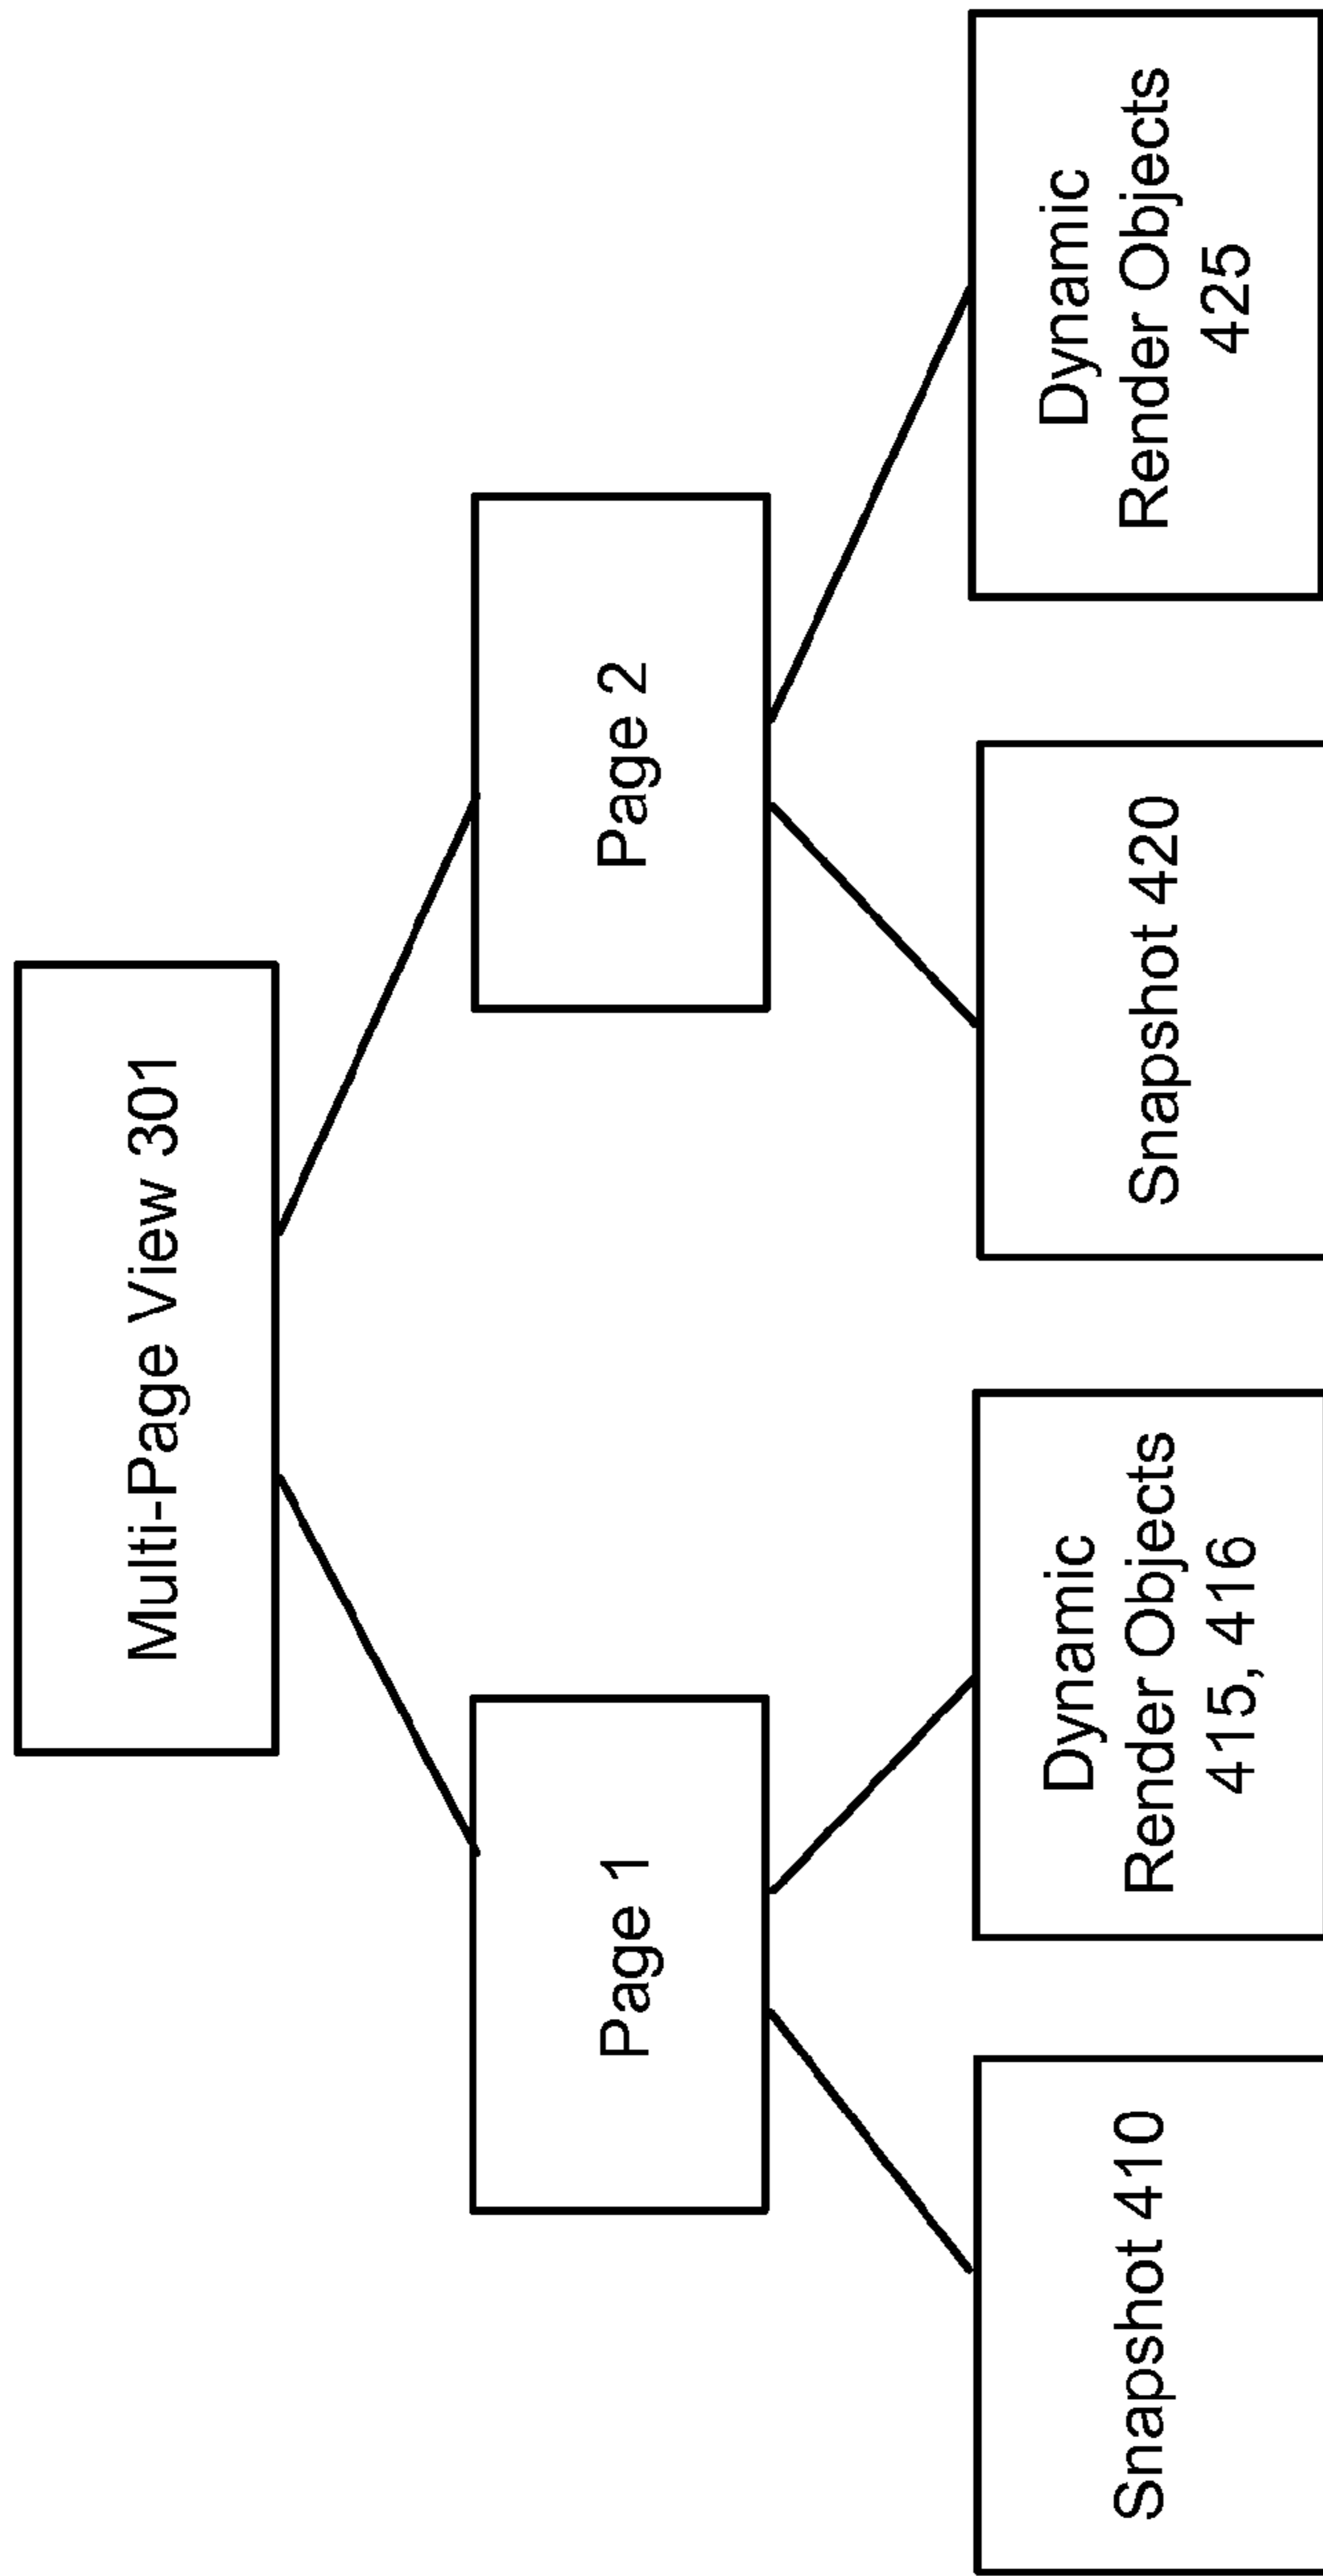 Multi-Page View 301
Page 1
Page 2
Snapshot 410
Dynamic
Render Objects
415, 416
Snapshot 420
Dynamic
Render Objects
425